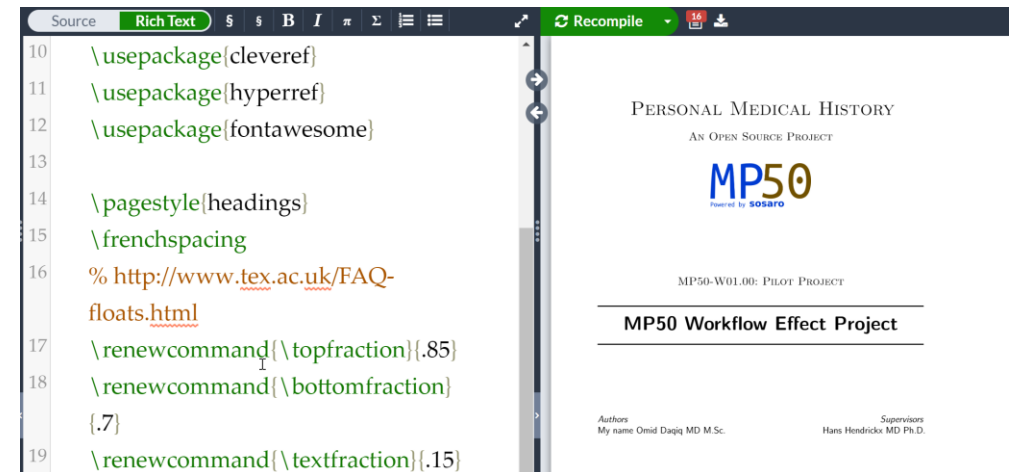 Source Rich Text § § B I π Σ
Recompile 16
10 \usepackage{cleveref}
11 \usepackage{hyperref}
12 \usepackage{fontawesome}
13
14 \pagestyle{headings}
15 \frenchspacing
16 % http://www.tex.ac.uk/FAQ-
floats.html
17 \renewcommand{\topfraction}{.85}
18 \renewcommand{\bottomfraction}
{.7}
19 \renewcommand{\textfraction}{.15}
Personal Medical History
An Open Source Project
MP50
Powered by sosaro
MP50-W01.00: Pilot Project
MP50 Workflow Effect Project
Authors
My name Omid Daqiq MD M.Sc.
Supervisors
Hans Hendrickx MD Ph.D.